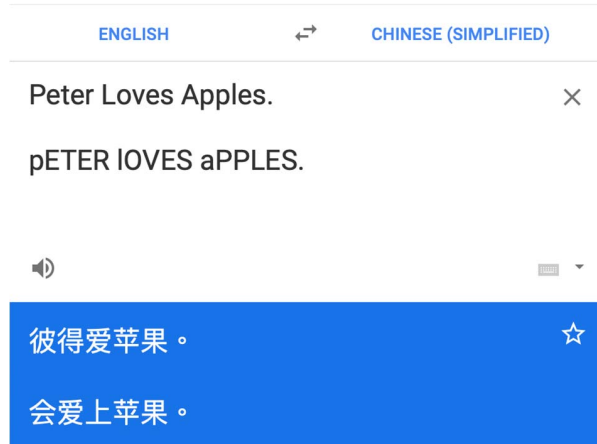 ENGLISH CHINESE (SIMPLIFIED)
Peter Loves Apples.
pETER lOVES aPPLES.
彼得爱苹果。
会爱上苹果。